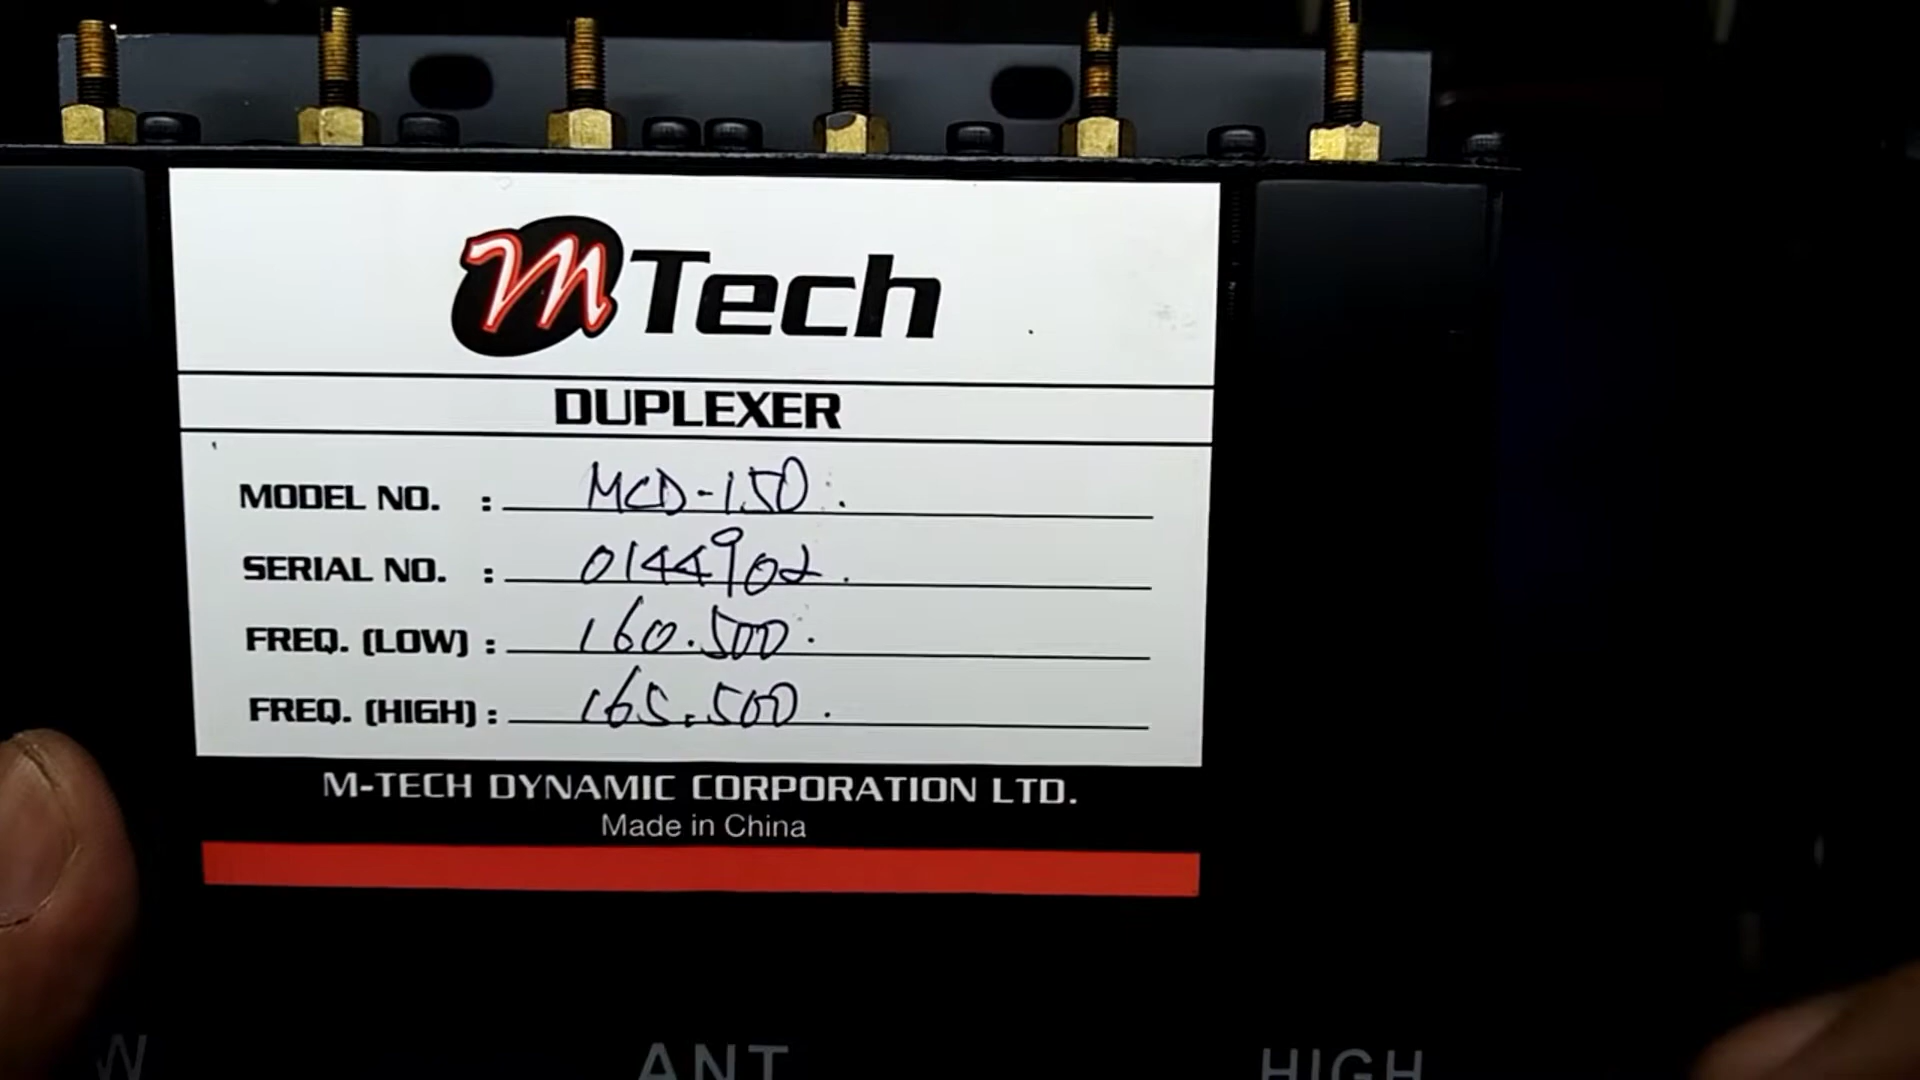 mTech
DUPLEXER
MODEL NO. : MCD-150.
SERIAL NO. : 0144902.
FREQ. (LOW) : 160.500.
FREQ. (HIGH) : 165.500.
M-TECH DYNAMIC CORPORATION LTD.
Made in China
W ANT HIGH